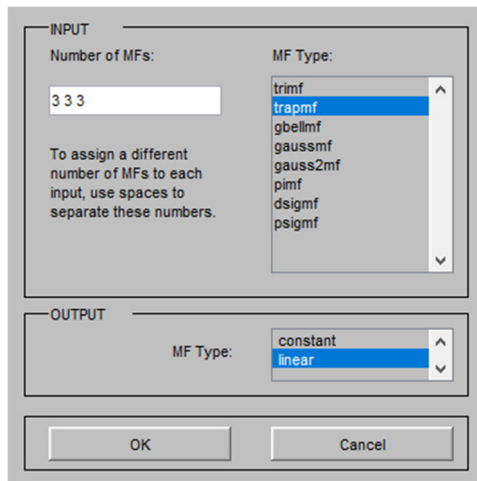 INPUT
Number of MFs:
3 3 3
To assign a different
number of MFs to each
input, use spaces to
separate these numbers.
MF Type:
trimf
trapmf
gbellmf
gaussmf
gauss2mf
pimf
dsigmf
psigmf
OUTPUT
MF Type:
constant
linear
OK
Cancel